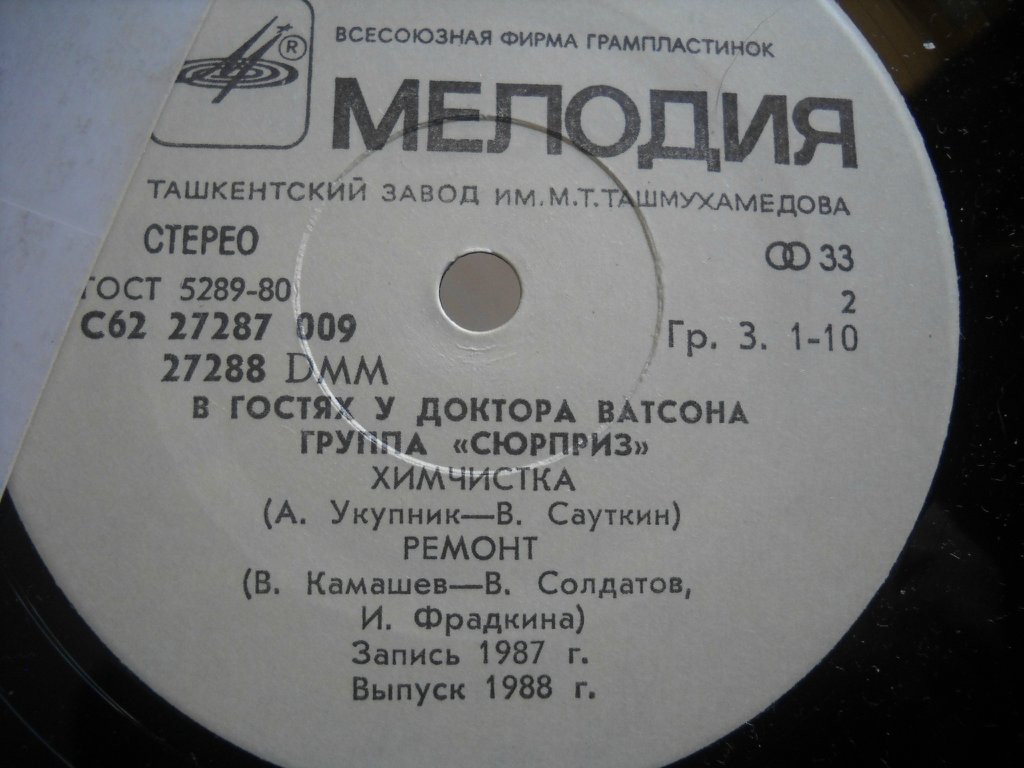 ®
ВСЕСОЮЗНАЯ ФИРМА ГРАМПЛАСТИНОК
МЕЛОДИЯ
ТАШКЕНТСКИЙ ЗАВОД ИМ.М.Т.ТАШМУХАМЕДОВА
СТЕРЕО
33
ГОСТ 5289-80
2
С62 27287 009
Гр. 3. 1-10
27288 DMM
В ГОСТЯХ У ДОКТОРА ВАТСОНА
ГРУППА «СЮРПРИЗ»
ХИМЧИСТКА
(А. Укупник—В. Сауткин)
РЕМОНТ
(В. Камашев—В. Солдатов,
И. Фрадкина)
Запись 1987 г.
Выпуск 1988 г.